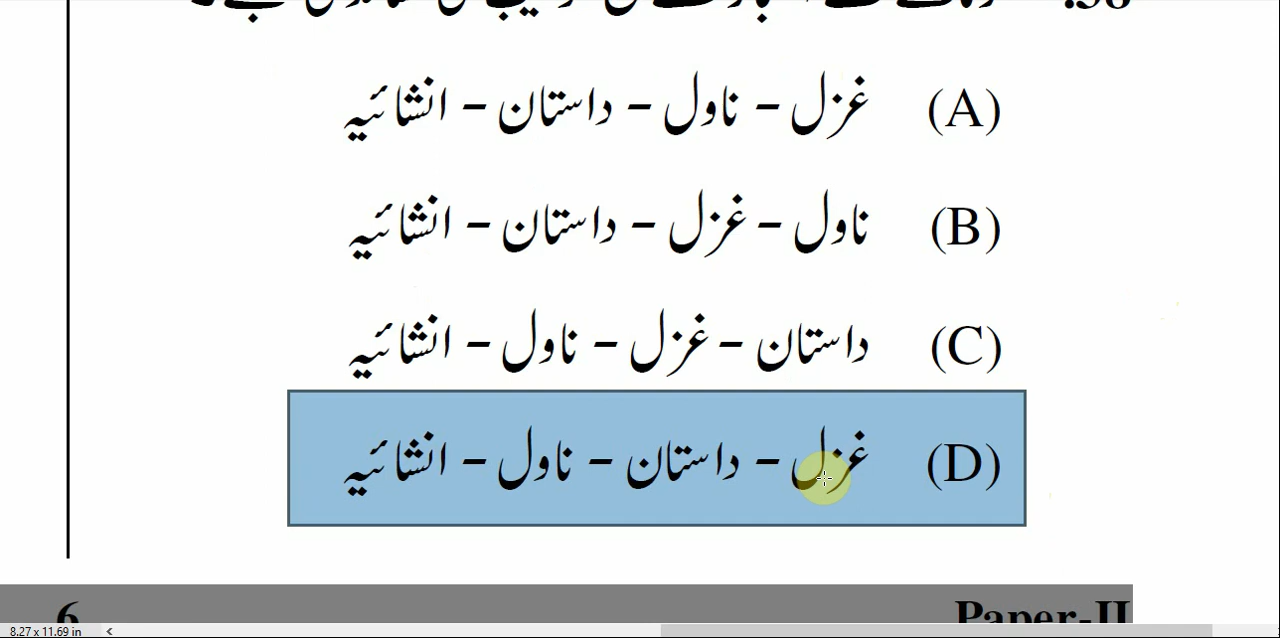 (A) غزل – ناول – داستان – انشائیہ
(B) ناول – غزل – داستان – انشائیہ
(C) داستان – غزل – ناول – انشائیہ
(D) غزل – داستان – ناول – انشائیہ
6 Paper-II
8.27 x 11.69 in